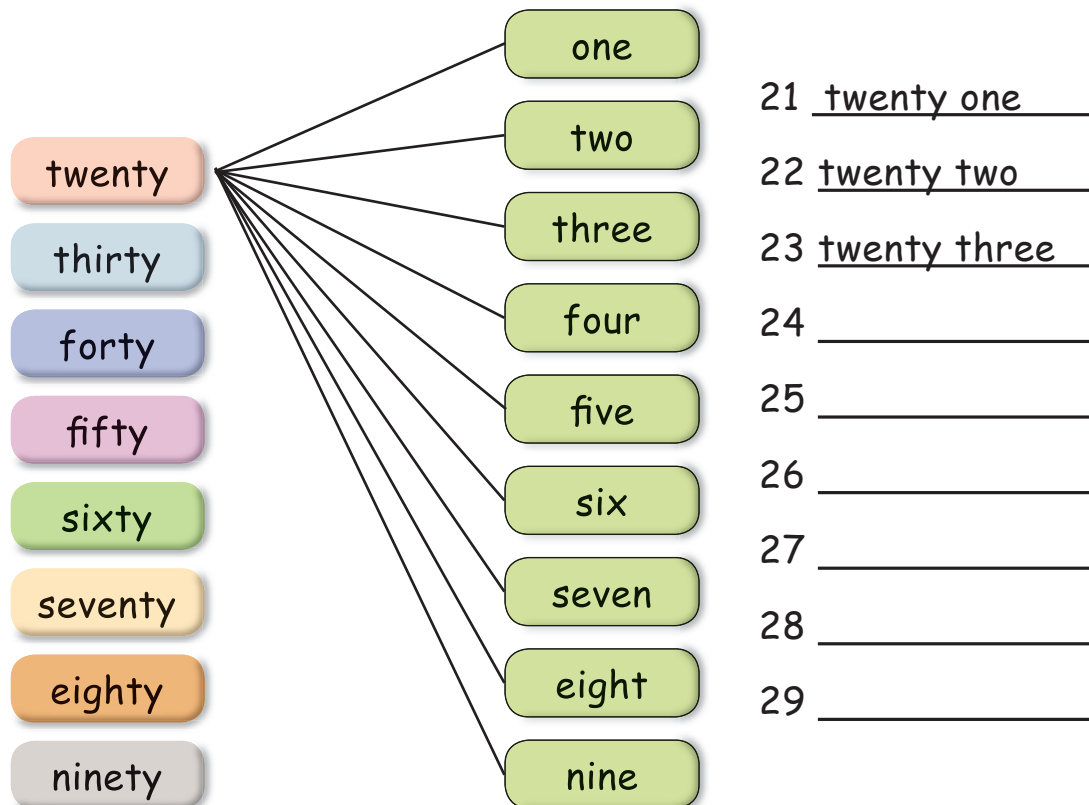 twenty
thirty
forty
fifty
sixty
seventy
eighty
ninety
one
two
three
four
five
six
seven
eight
nine
21 twenty one
22 twenty two
23 twenty three
24
25
26
27
28
29